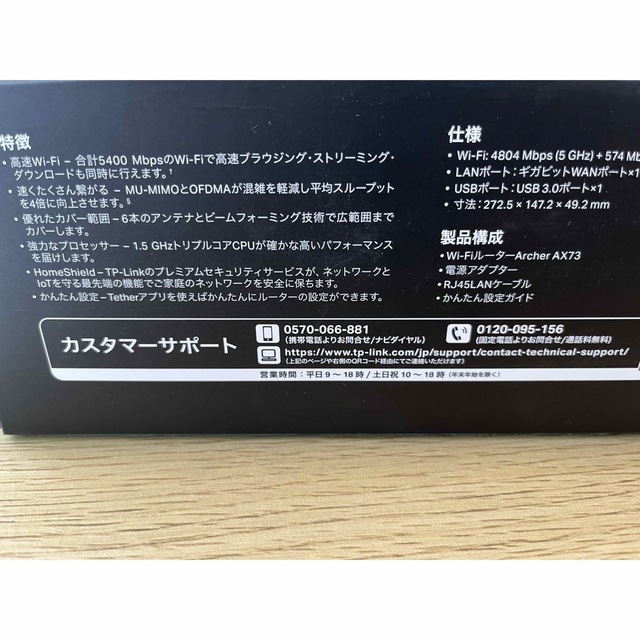 特徴
• 高速Wi-Fi – 合計5400 MbpsのWi-Fiで高速ブラウジング・ストリーミング・
ダウンロードも同時に行えます。†
• 速くたくさん繋がる – MU-MIMOとOFDMAが混雑を軽減し平均スループット
を4倍に向上させます。§
• 優れたカバー範囲 – 6本のアンテナとビームフォーミング技術で広範囲まで
カバーします。
• 強力なプロセッサー – 1.5 GHzトリプルコアCPUが確かな高いパフォーマンス
を届けします。
• HomeShield – TP-Linkのプレミアムセキュリティサービスが、ネットワークと
IoTを守る最先端の機能でご家庭のネットワークを安全に保ちます。
• かんたん設定 – Tetherアプリを使えばかんたんにルーターの設定ができます。
仕様
• Wi-Fi: 4804 Mbps (5 GHz) + 574 Mb
• LANポート：ギガビットWANポート×1
• USBポート：USB 3.0ポート×1
• 寸法：272.5 × 147.2 × 49.2 mm
製品構成
• Wi-FiルーターArcher AX73
• 電源アダプター
• RJ45LANケーブル
• かんたん設定ガイド
カスタマーサポート
0570-066-881
(携帯電話よりお問合せ/ナビダイヤル)
0120-095-156
(固定電話よりお問合せ/通話料無料)
https://www.tp-link.com/jp/support/contact-technical-support/
(上記のページや右側のQRコード経由にてご連絡いただけます)
営業時間：平日 9 〜 18 時 / 土日祝 10 〜 18 時 (年末年始を除く)